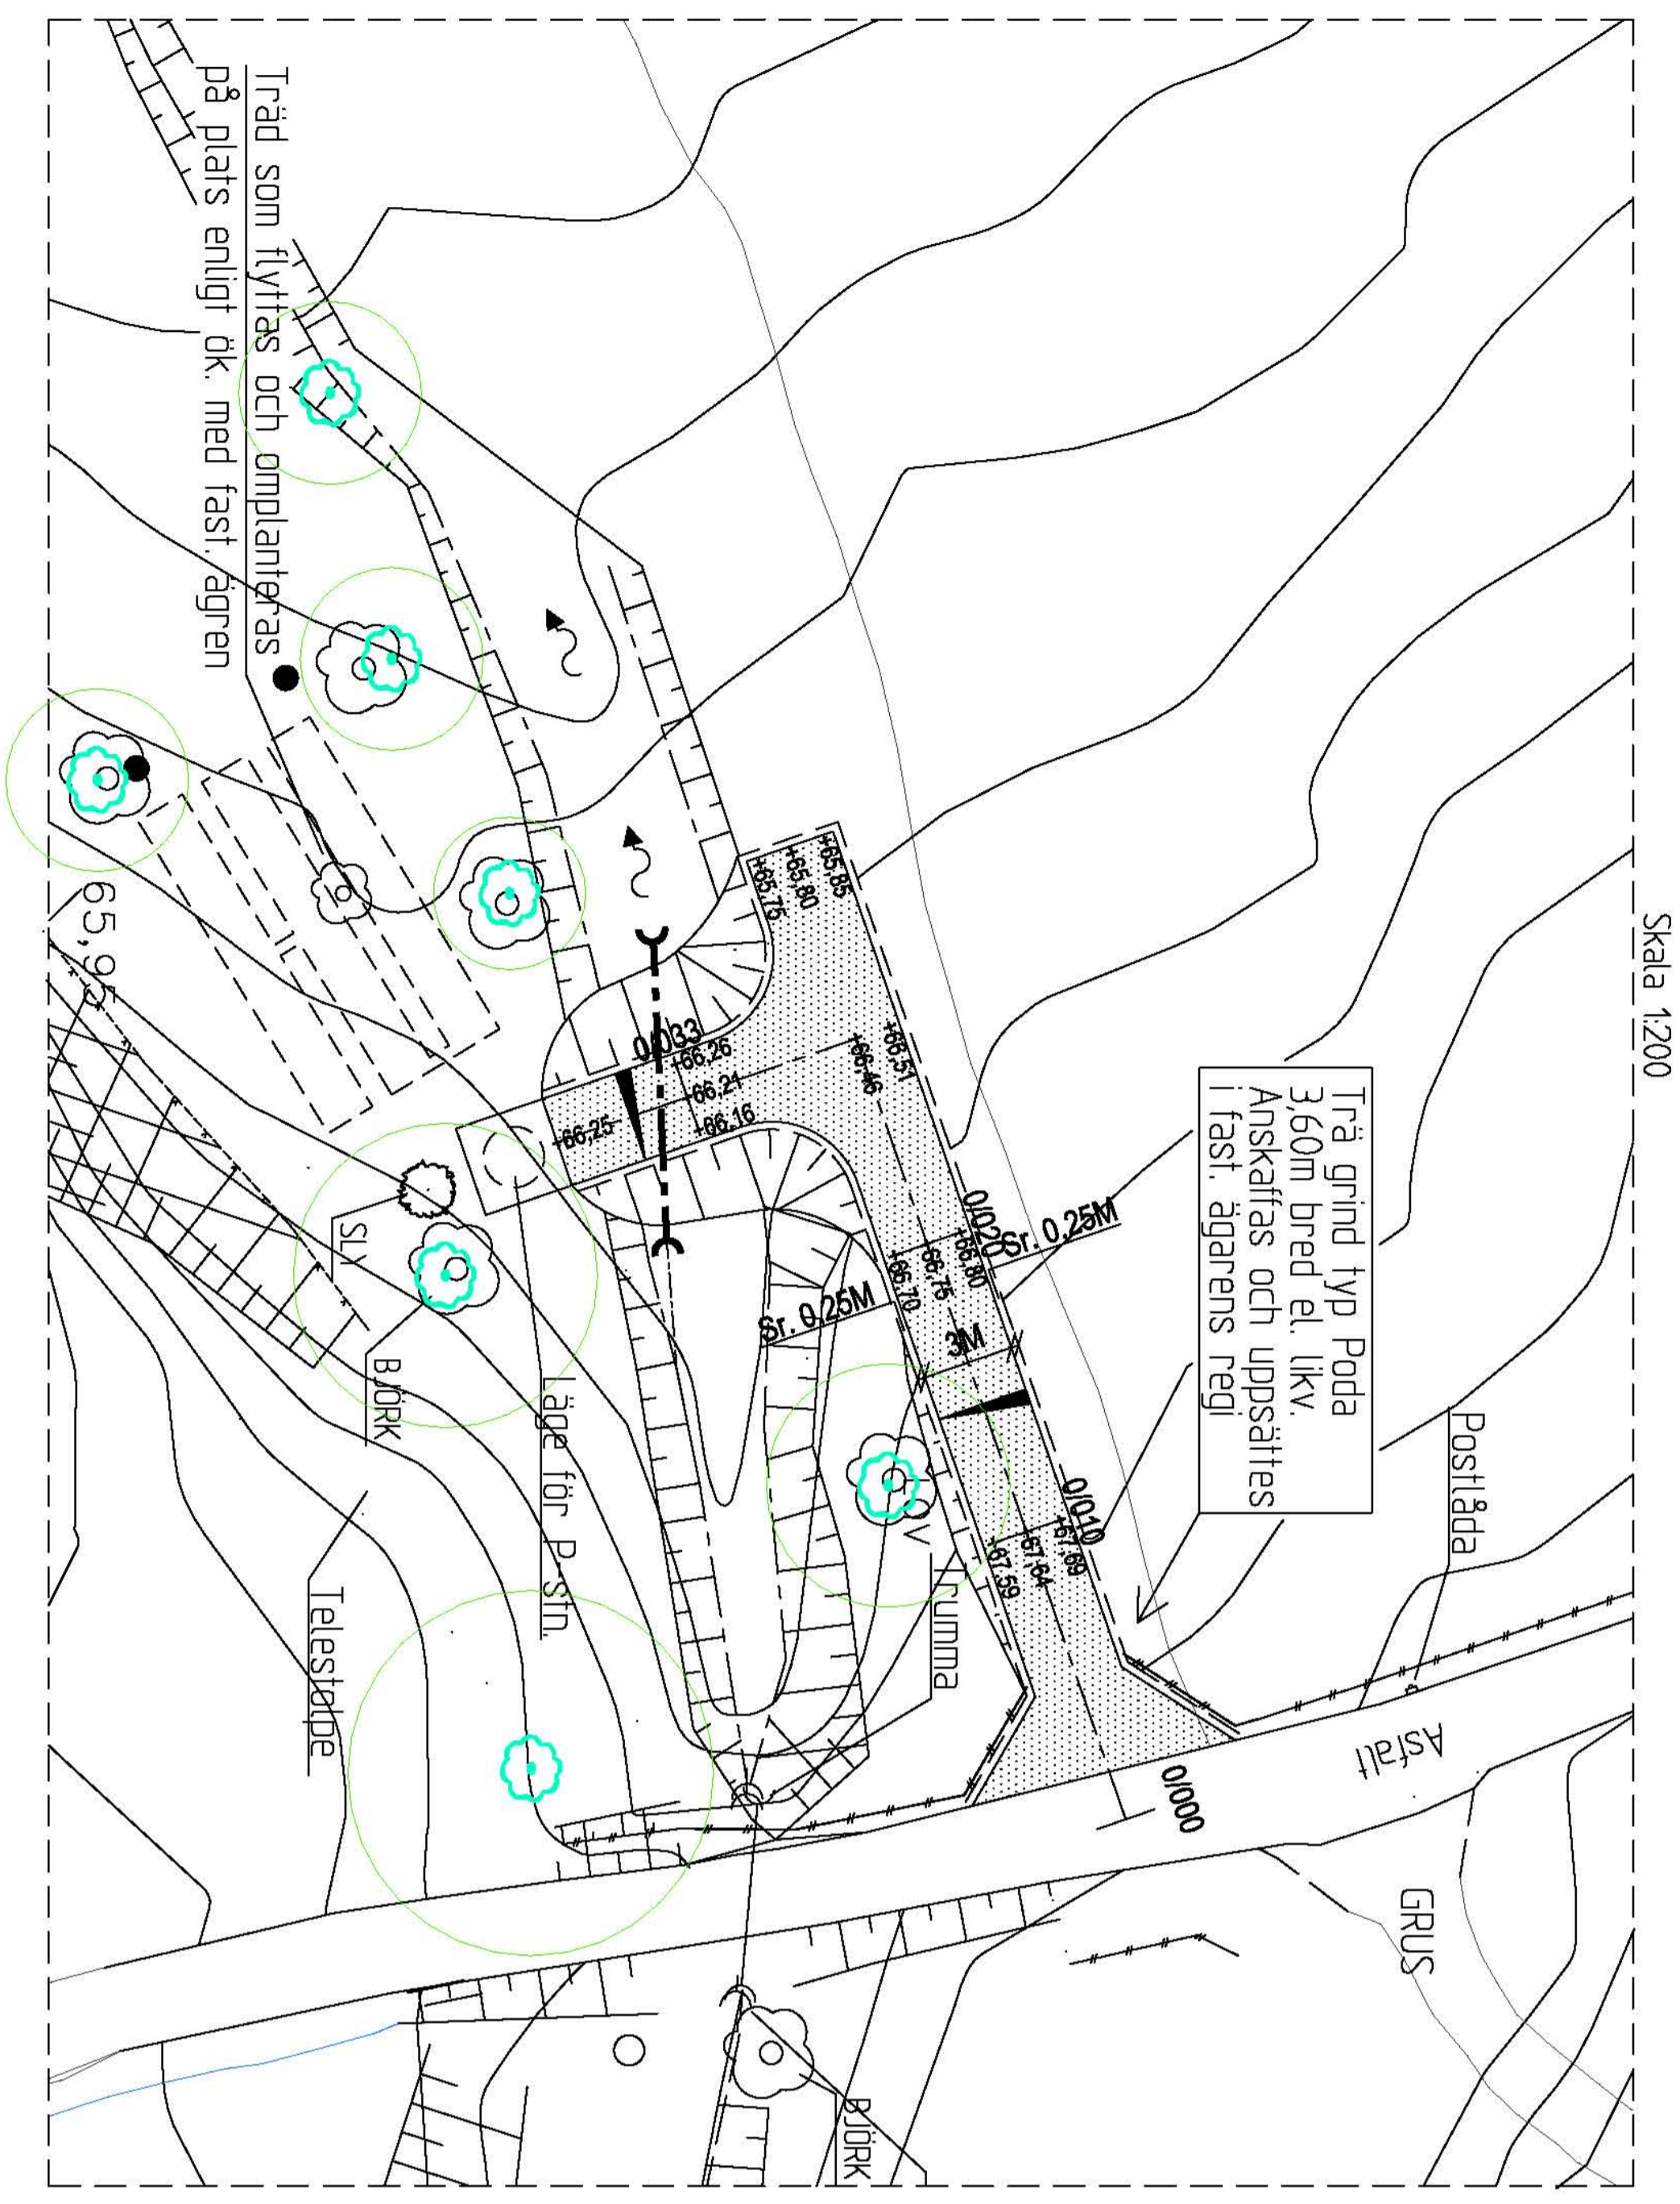 Skala 1:200
Trä grind typ Poda
3,60m bred el. likv.
Anskaffas och uppsättes
i fast. ägarens regi
Postlåda
Asfalt
GRUS
0/000
0/010
+67,69
+67,64
+67,59
3M
Sr. 0,25M
0/020
+66,80
+66,75
+66,70
Sr. 0,25M
+66,51
+66,46
+65,85
+65,80
+65,75
0/033
+66,26
+66,21
+66,16
+66,25
Trumma
Läge för P-Stn.
BJÖRK
SLY
Telestolpe
BJÖRK
65,95
Träd som flyttas och omplanteras
på plats enligt ök. med fast. ägren